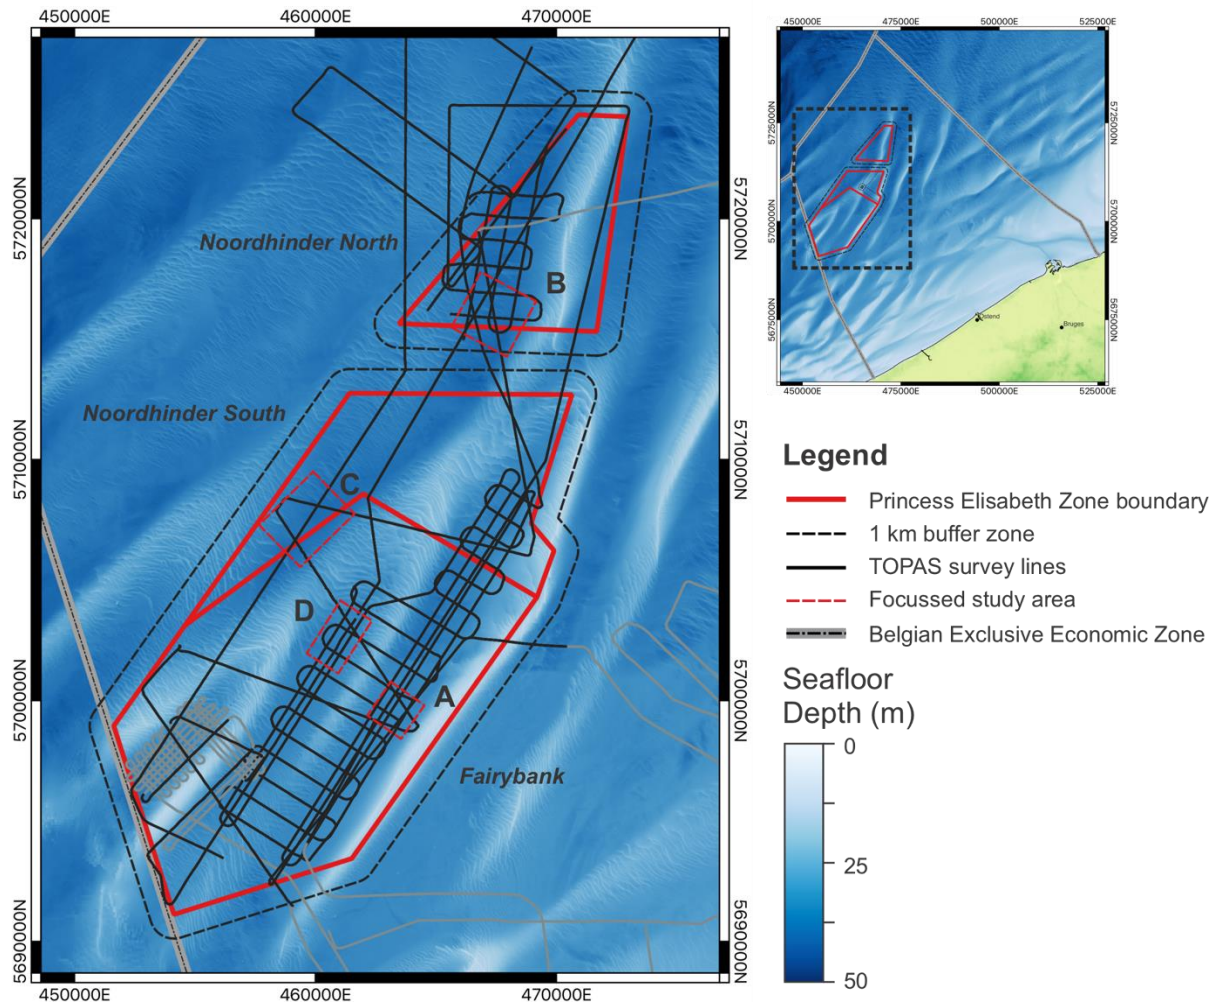 450000E 460000E 470000E
5720000N
5710000N
5700000N
5690000N
Noordhinder North
B
Noordhinder South
C
D
A
Fairybank
5720000N
5710000N
5700000N
5690000N
450000E 460000E 470000E
450000E 475000E 500000E 525000E
5725000N
5700000N
5675000N
Ostend
Bruges
5725000N
5700000N
5675000N
450000E 475000E 500000E 525000E
Legend
Princess Elisabeth Zone boundary
1 km buffer zone
TOPAS survey lines
Focussed study area
Belgian Exclusive Economic Zone
Seafloor
Depth (m)
0
25
50